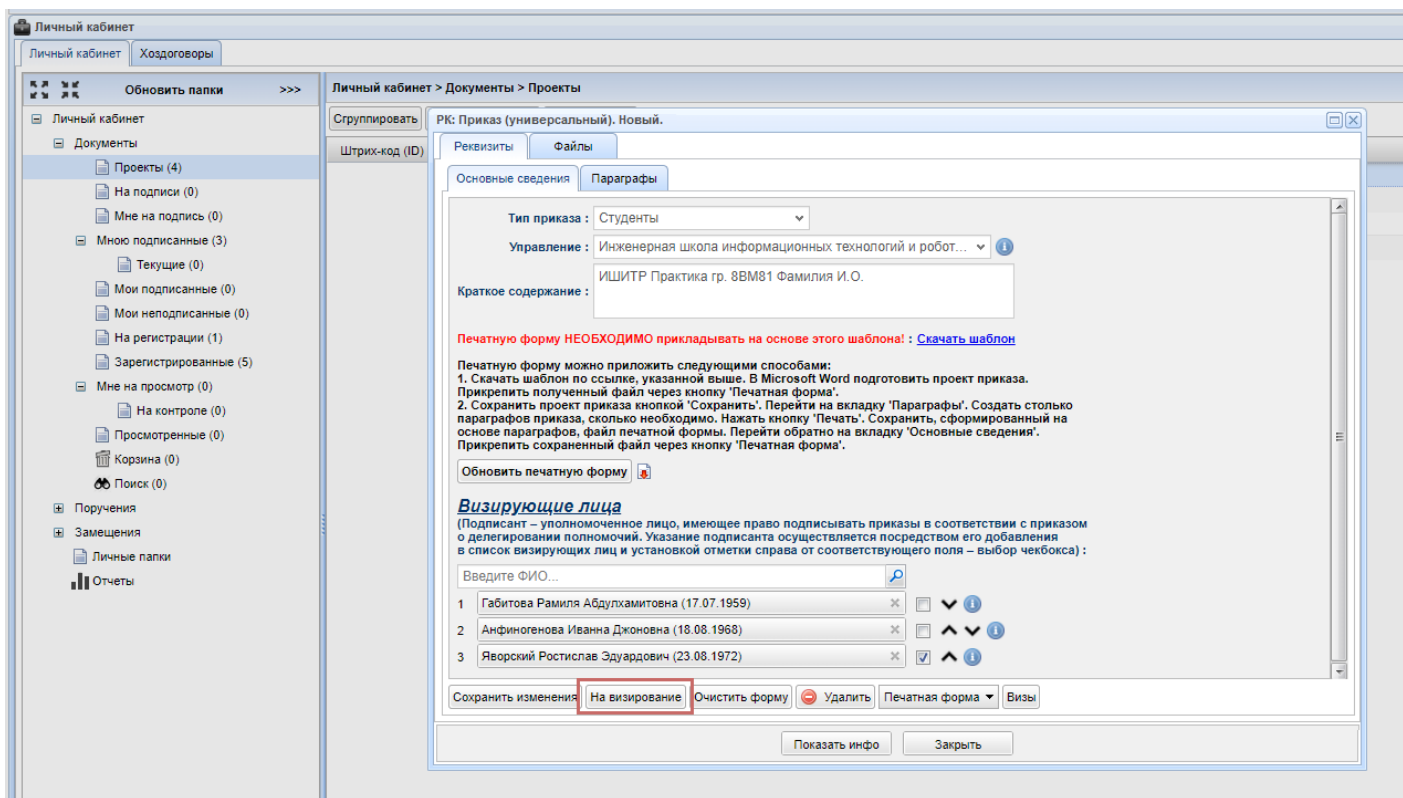 Личный кабинет
Личный кабинет Хоздоговоры
Обновить папки >>>
Личный кабинет
Документы
Проекты (4)
На подписи (0)
Мне на подпись (0)
Мною подписанные (3)
Текущие (0)
Мои подписанные (0)
Мои неподписанные (0)
На регистрации (1)
Зарегистрированные (5)
Мне на просмотр (0)
На контроле (0)
Просмотренные (0)
Корзина (0)
Поиск (0)
Поручения
Замещения
Личные папки
Отчеты
Личный кабинет > Документы > Проекты
Сгруппировать
Штрих-код (ID)
РК: Приказ (универсальный). Новый.
Реквизиты Файлы
Основные сведения Параграфы
Тип приказа : Студенты
Управление : Инженерная школа информационных технологий и робот...
Краткое содержание : ИШИТР Практика гр. 8ВМ81 Фамилия И.О.
Печатную форму НЕОБХОДИМО прикладывать на основе этого шаблона! : Скачать шаблон
Печатную форму можно приложить следующими способами:
1. Скачать шаблон по ссылке, указанной выше. В Microsoft Word подготовить проект приказа.
Прикрепить полученный файл через кнопку 'Печатная форма'.
2. Сохранить проект приказа кнопкой 'Сохранить'. Перейти на вкладку 'Параграфы'. Создать столько
параграфов приказа, сколько необходимо. Нажать кнопку 'Печать'. Сохранить, сформированный на
основе параграфов, файл печатной формы. Перейти обратно на вкладку 'Основные сведения'.
Прикрепить сохраненный файл через кнопку 'Печатная форма'.
Обновить печатную форму
Визирующие лица
(Подписант – уполномоченное лицо, имеющее право подписывать приказы в соответствии с приказом
о делегировании полномочий. Указание подписанта осуществляется посредством его добавления
в список визирующих лиц и установкой отметки справа от соответствующего поля – выбор чекбокса) :
Введите ФИО...
1 Габитова Рамиля Абдулхамитовна (17.07.1959)
2 Анфиногенова Иванна Джоновна (18.08.1968)
3 Яворский Ростислав Эдуардович (23.08.1972)
Сохранить изменения На визирование Очистить форму Удалить Печатная форма Визы
Показать инфо Закрыть